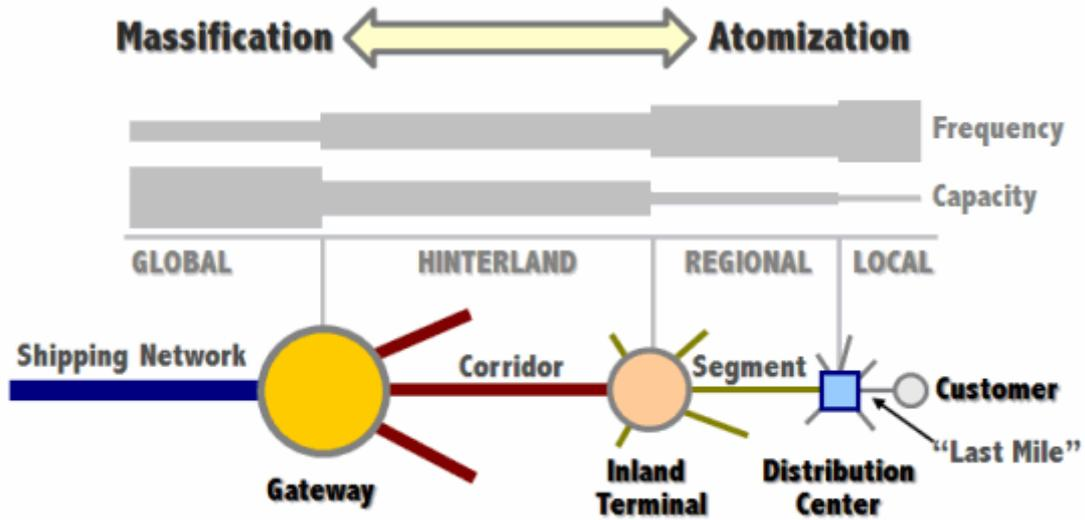 Massification
Atomization
Frequency
Capacity
GLOBAL
HINTERLAND
REGIONAL
LOCAL
Shipping Network
Corridor
Segment
Customer
“Last Mile”
Gateway
Inland
Terminal
Distribution
Center